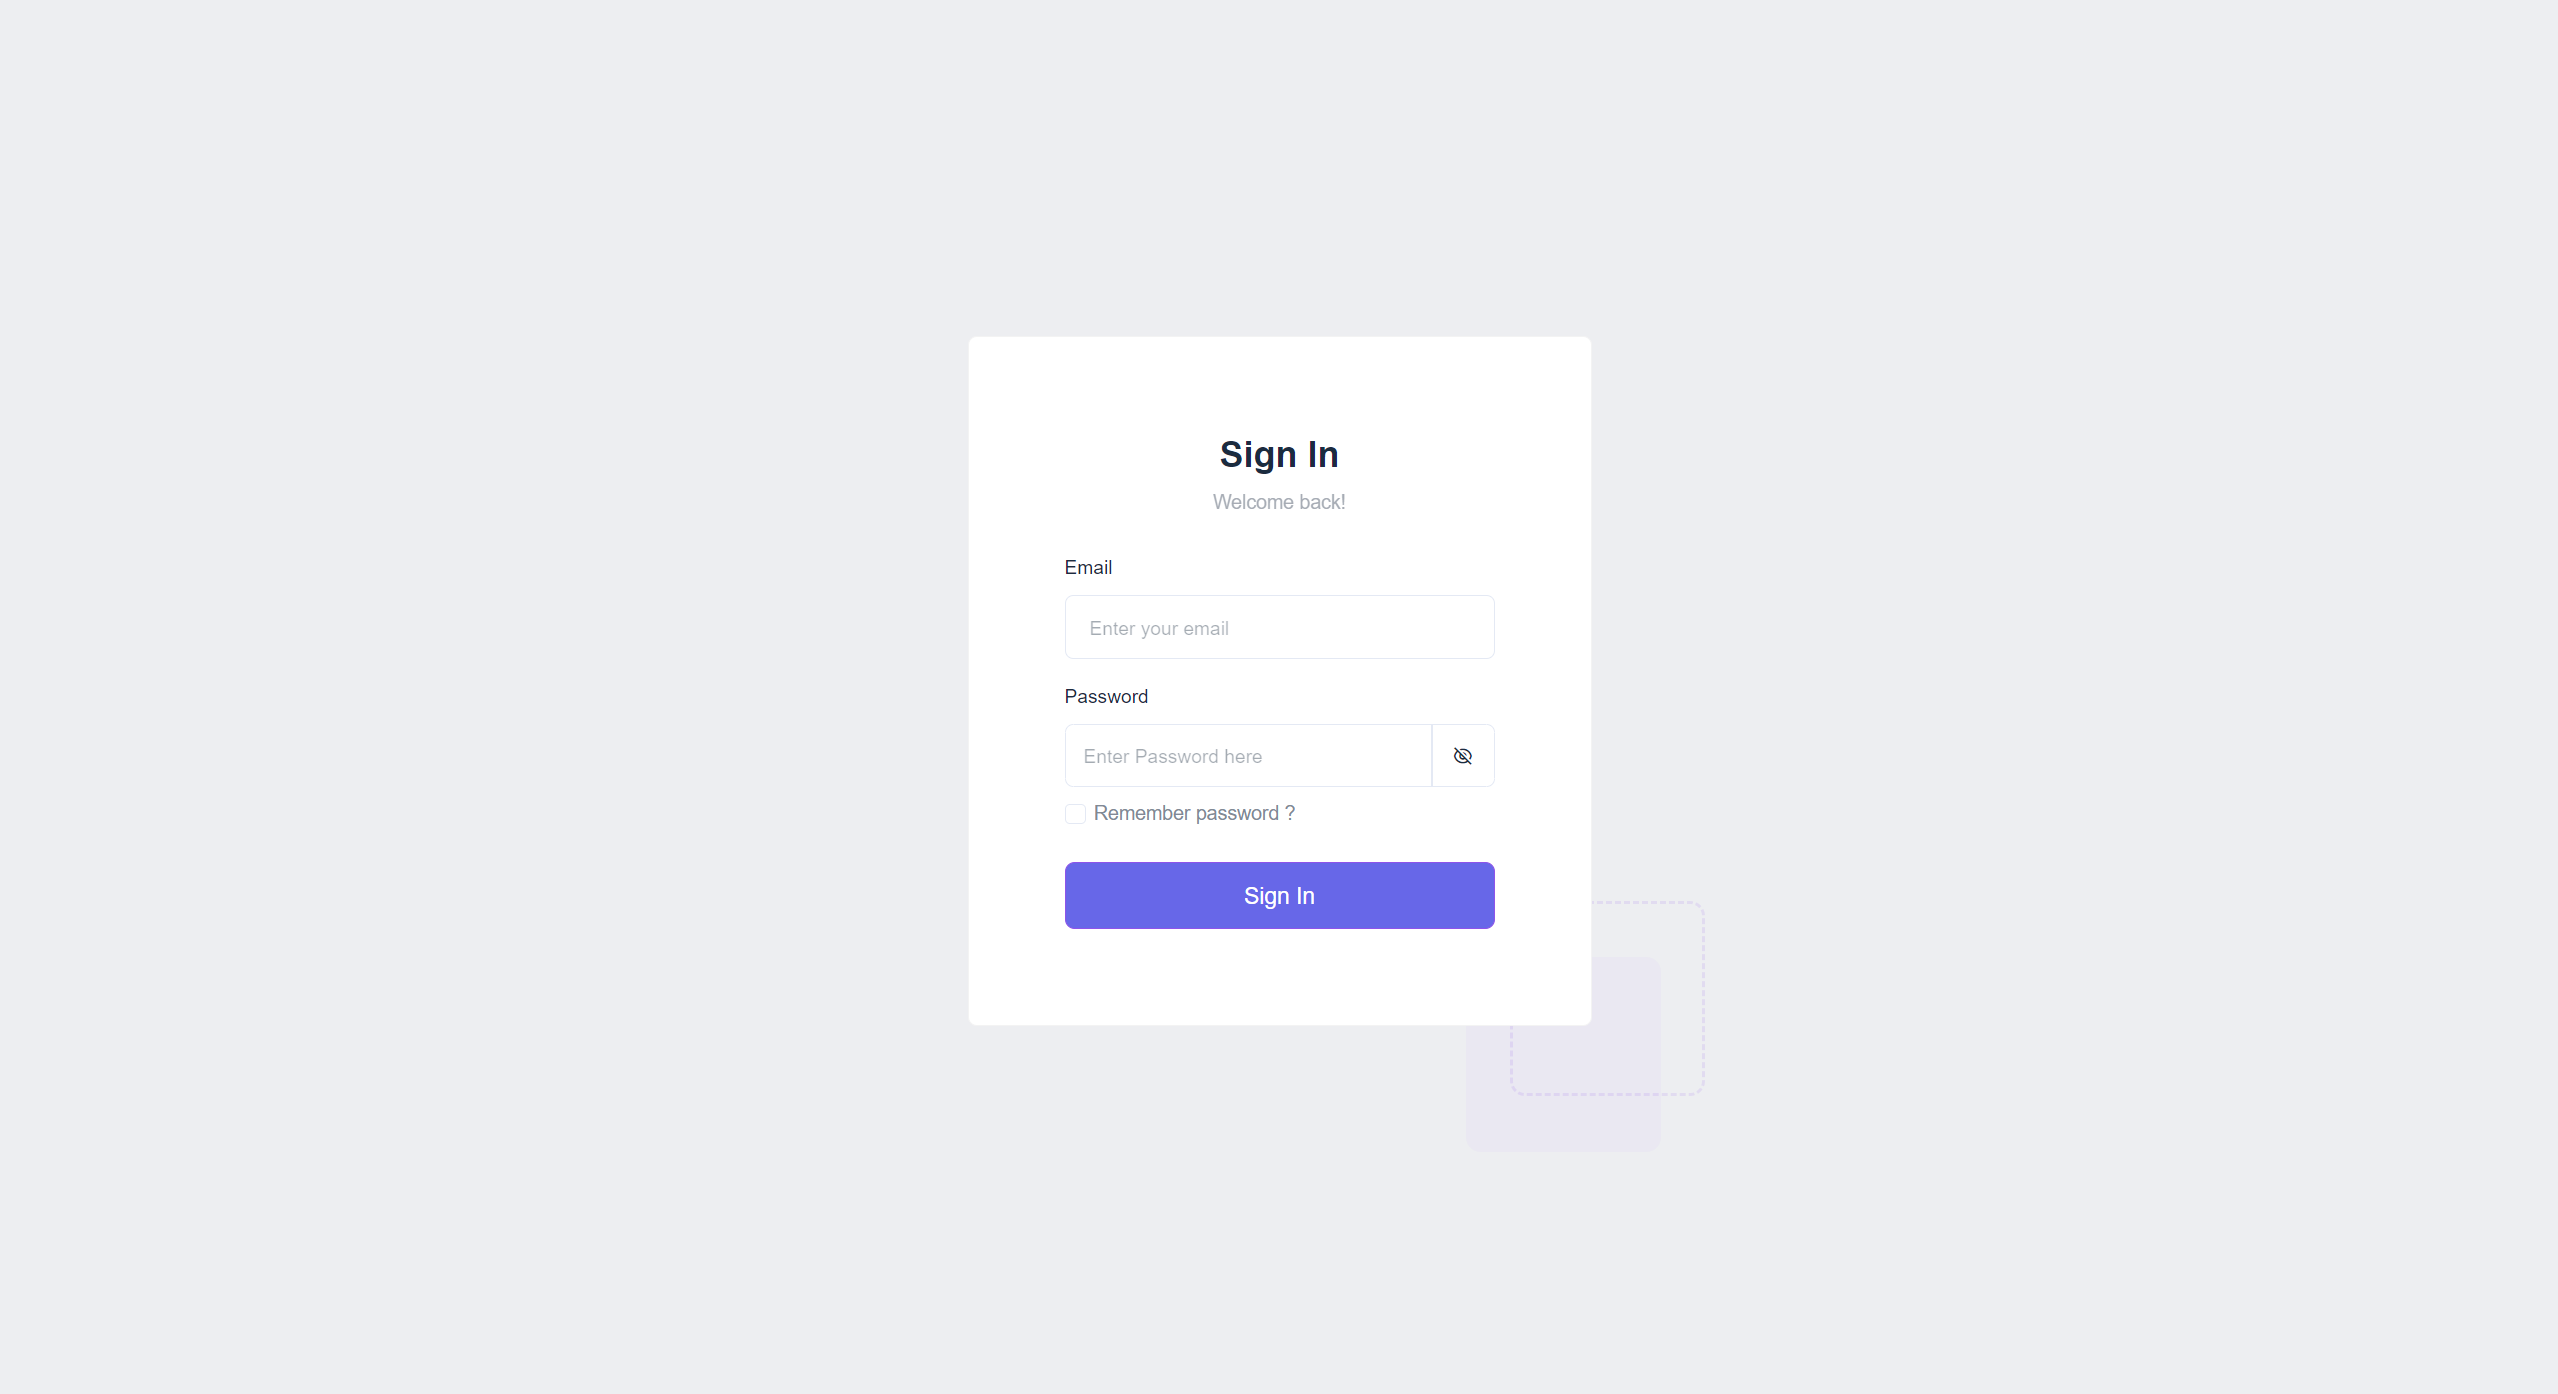 Sign In
Welcome back!
Email
Enter your email
Password
Enter Password here
Remember password ?
Sign In